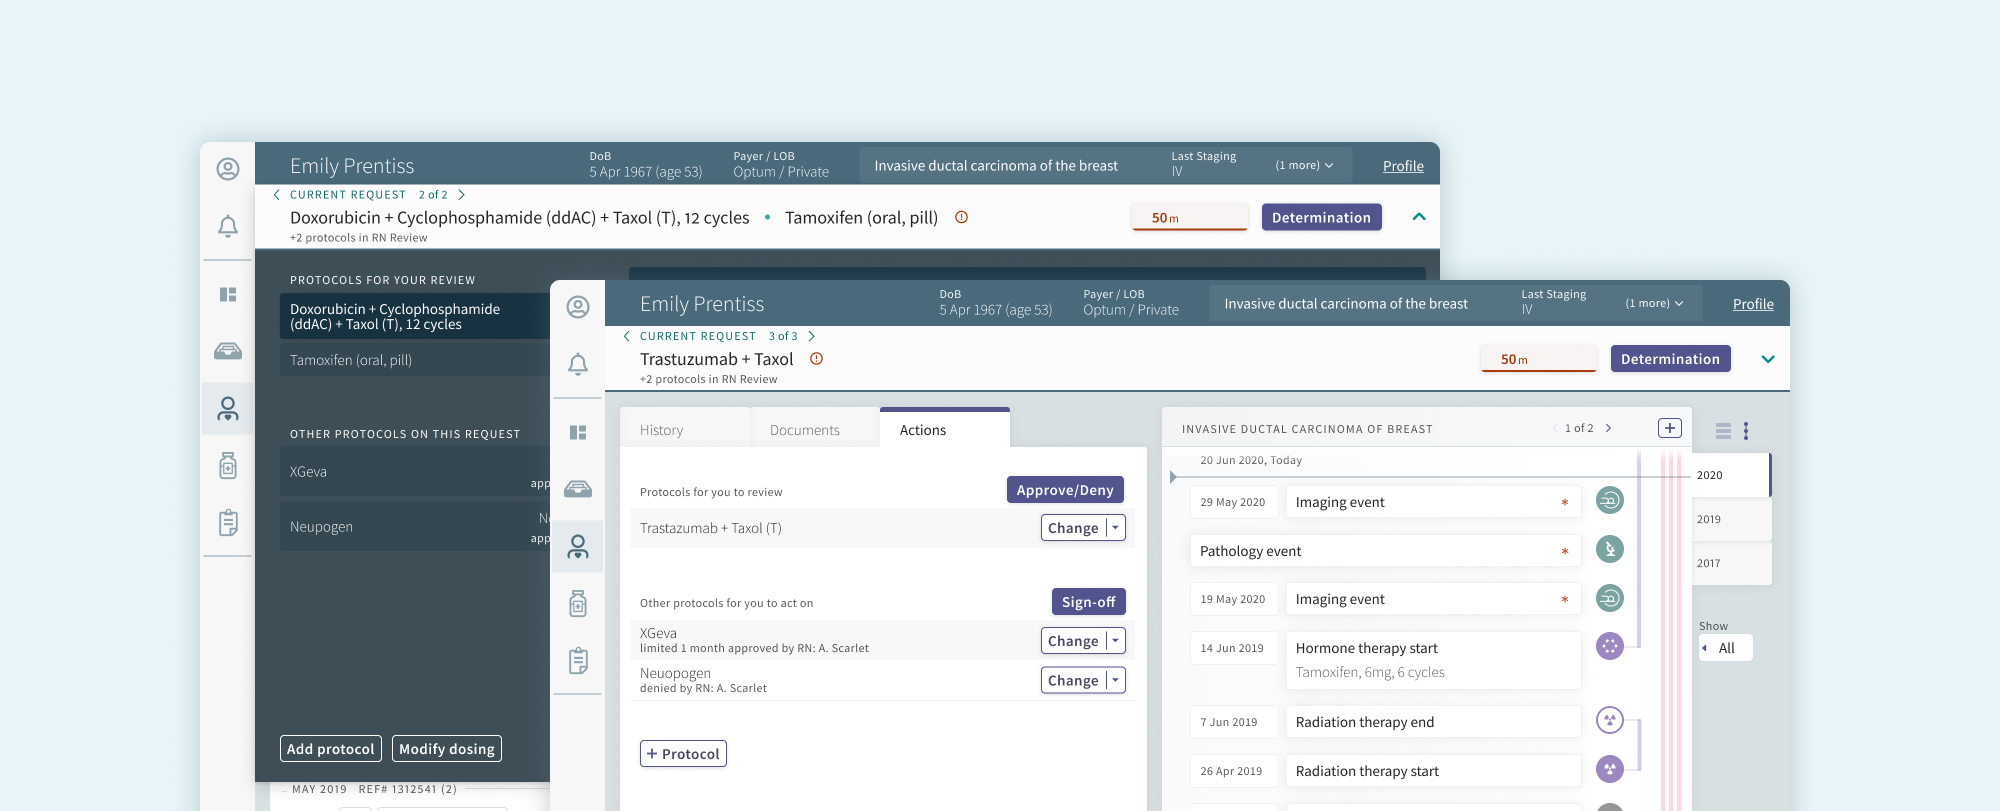 Emily Prentiss
DoB
5 Apr 1967 (age 53)
Payer / LOB
Optum / Private
Invasive ductal carcinoma of the breast
Last Staging
IV
(1 more)
Profile
CURRENT REQUEST 2 of 2
Doxorubicin + Cyclophosphamide (ddAC) + Taxol (T), 12 cycles • Tamoxifen (oral, pill)
+2 protocols in RN Review
50 m
Determination
PROTOCOLS FOR YOUR REVIEW
Doxorubicin + Cyclophosphamide
(ddAC) + Taxol (T), 12 cycles
Tamoxifen (oral, pill)
OTHER PROTOCOLS ON THIS REQUEST
XGeva
app
Neupogen
app
Add protocol
Modify dosing
MAY 2019 REF# 1312541 (2)
Emily Prentiss
DoB
5 Apr 1967 (age 53)
Payer / LOB
Optum / Private
Invasive ductal carcinoma of the breast
Last Staging
IV
(1 more)
Profile
CURRENT REQUEST 3 of 3
Trastuzumab + Taxol
+2 protocols in RN Review
50 m
Determination
History
Documents
Actions
Protocols for you to review
Approve/Deny
Trastazumab + Taxol (T)
Change
Other protocols for you to act on
Sign-off
XGeva
limited 1 month approved by RN: A. Scarlet
Change
Neuopogen
denied by RN: A. Scarlet
Change
+ Protocol
INVASIVE DUCTAL CARCINOMA OF BREAST
1 of 2
20 Jun 2020, Today
29 May 2020
Imaging event *
Pathology event *
19 May 2020
Imaging event *
14 Jun 2019
Hormone therapy start
Tamoxifen, 6mg, 6 cycles
7 Jun 2019
Radiation therapy end
26 Apr 2019
Radiation therapy start
2020
2019
2017
Show
All